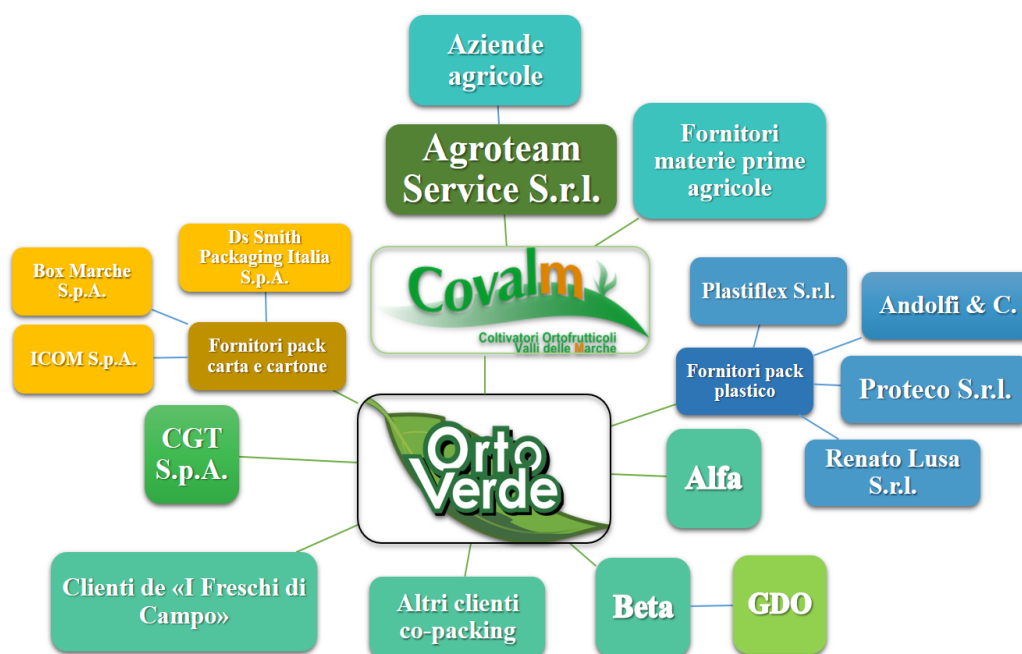 Aziende
agricole
Agroteam
Service S.r.l.
Fornitori
materie prime
agricole
Ds Smith
Packaging Italia
S.p.A.
Box Marche
S.p.A.
ICOM S.p.A.
Fornitori pack
carta e cartone
Covalm
Coltivatori Ortofrutticoli
Valli delle Marche
Plastiflex S.r.l.
Andolfi & C.
Fornitori pack
plastico
Proteco S.r.l.
Renato Lusa
S.r.l.
CGT
S.p.A.
Orto
Verde
Alfa
Clienti de «I Freschi di
Campo»
Altri clienti
co-packing
Beta
GDO